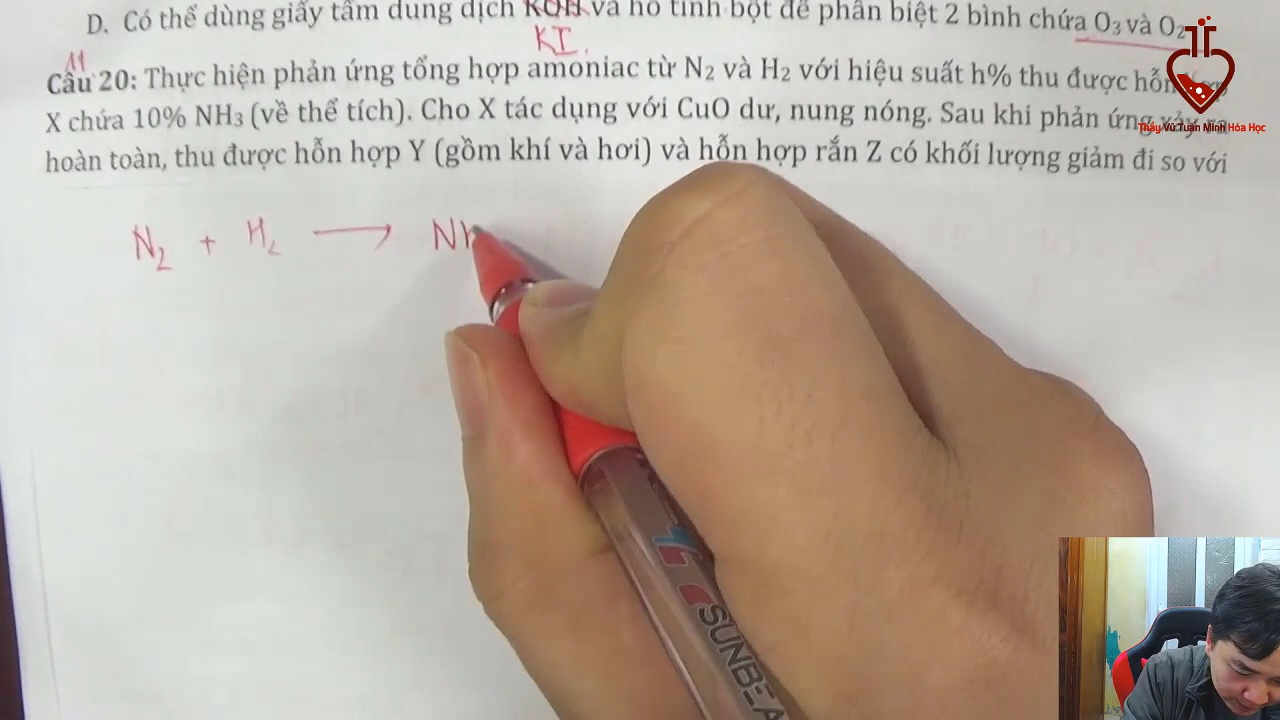 D. Có thể dùng giấy tẩm dung dịch KOH và hồ tinh bột để phân biệt 2 bình chứa O₃ và O₂
KI.
11
Câu 20: Thực hiện phản ứng tổng hợp amoniac từ N₂ và H₂ với hiệu suất h% thu được hỗn
X chứa 10% NH₃ (về thể tích). Cho X tác dụng với CuO dư, nung nóng. Sau khi phản ứng xảy ra
Thầy Vũ Tuấn Minh Hóa Học
hoàn toàn, thu được hỗn hợp Y (gồm khí và hơi) và hỗn hợp rắn Z có khối lượng giảm đi so với
N₂ + H₂ ⟶ NH
SUNBEA